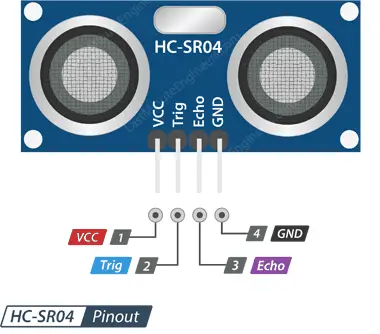 HC-SR04
VCC
Trig
Echo
GND
VCC 1
4 GND
Trig 2
3 Echo
HC-SR04 Pinout